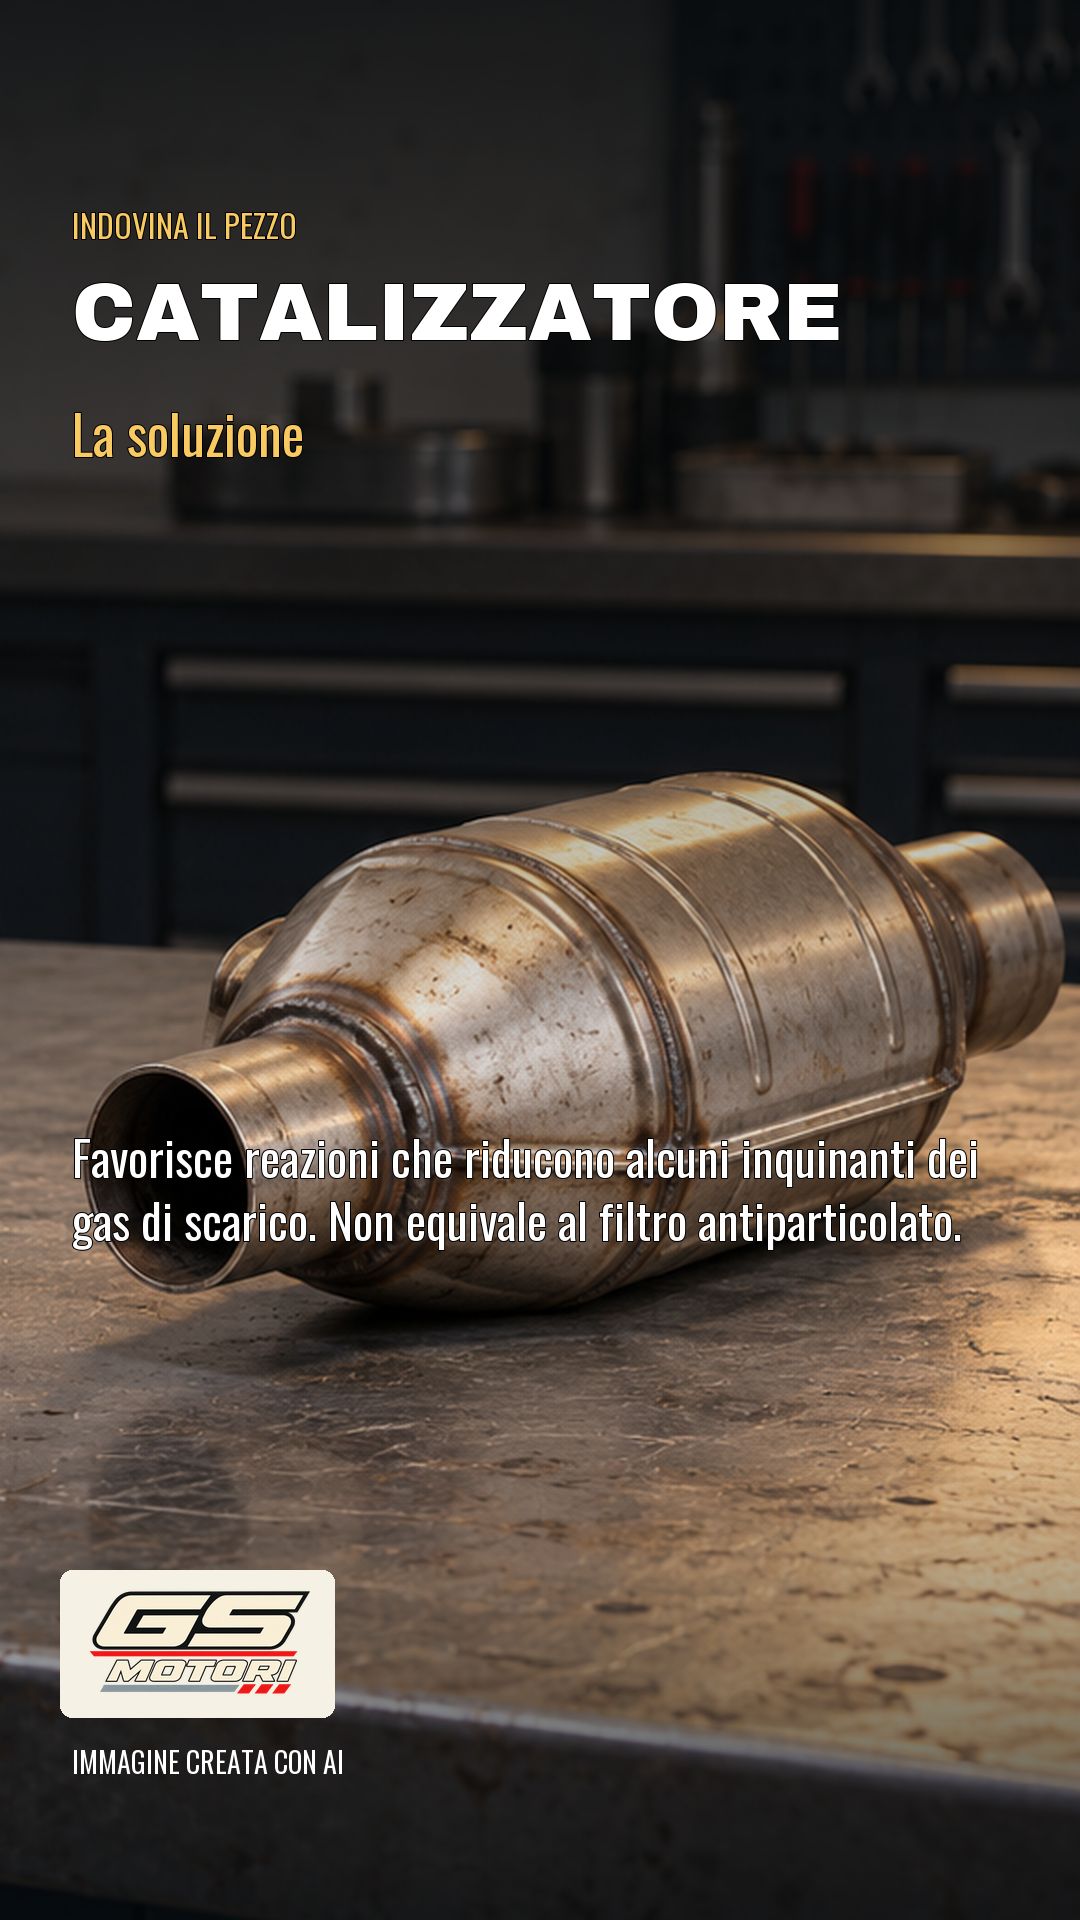 INDOVINA IL PEZZO
CATALIZZATORE
La soluzione
Favorisce reazioni che riducono alcuni inquinanti dei
gas di scarico. Non equivale al filtro antiparticolato.
GS
MOTORI
IMMAGINE CREATA CON AI